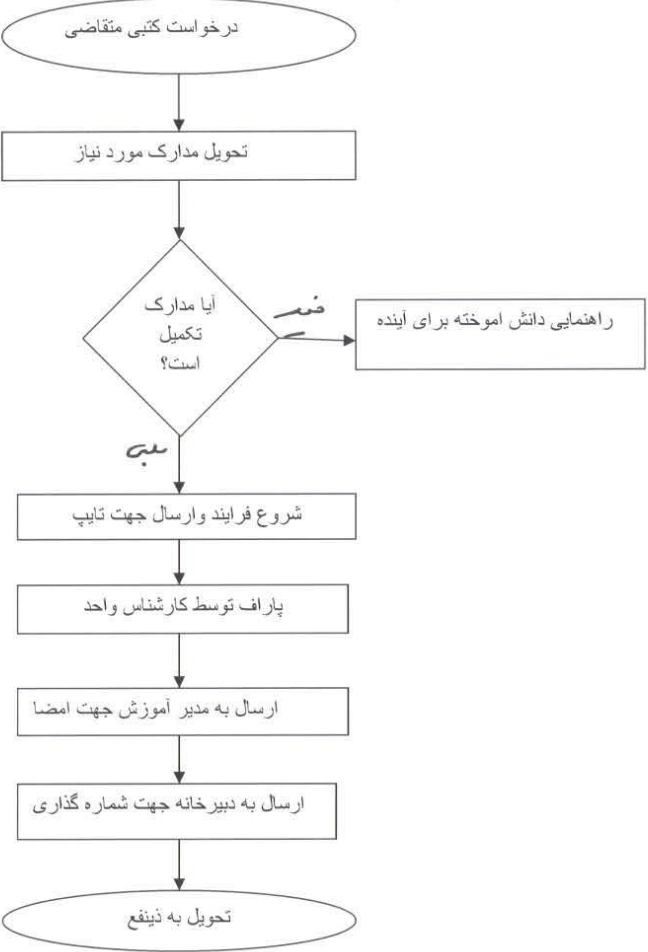 درخواست کتبی متقاضی
تحویل مدارک مورد نیاز
آیا مدارک
تکمیل
است؟
خیر
راهنمایی دانش اموخته برای آینده
بلی
شروع فرایند وارسال جهت تایپ
پاراف توسط کارشناس واحد
ارسال به مدیر آموزش جهت امضا
ارسال به دبیرخانه جهت شماره گذاری
تحویل به ذینفع